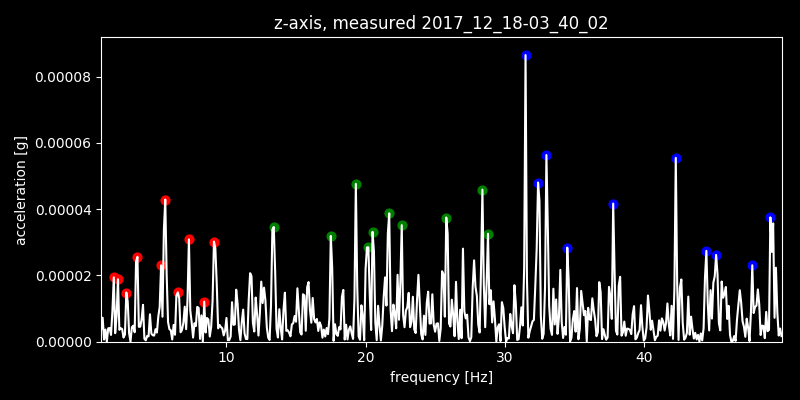 z-axis, measured 2017_12_18-03_40_02
0.00008
0.00006
0.00004
0.00002
0.00000
acceleration [g]
10 20 30 40
frequency [Hz]